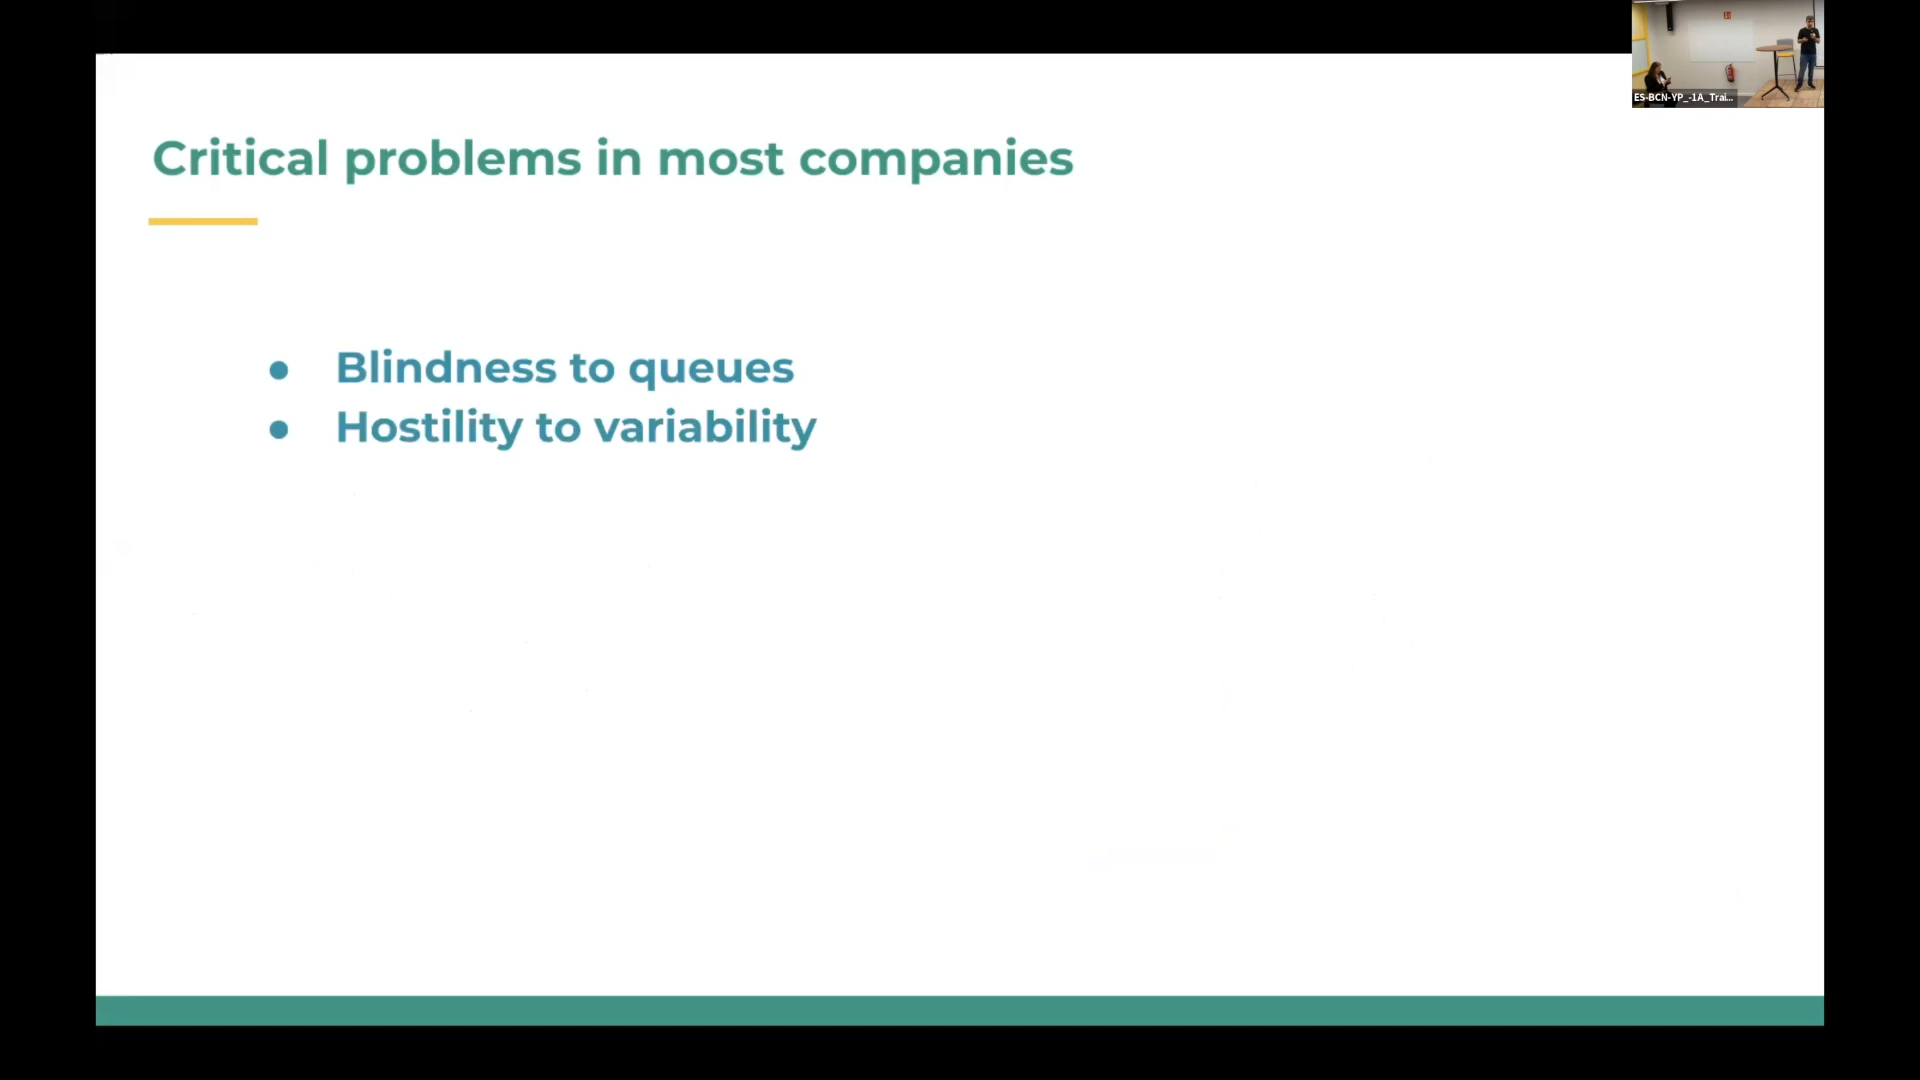 Critical problems in most companies
● Blindness to queues
● Hostility to variability
ES-BCN-YP_-1A_Trai...